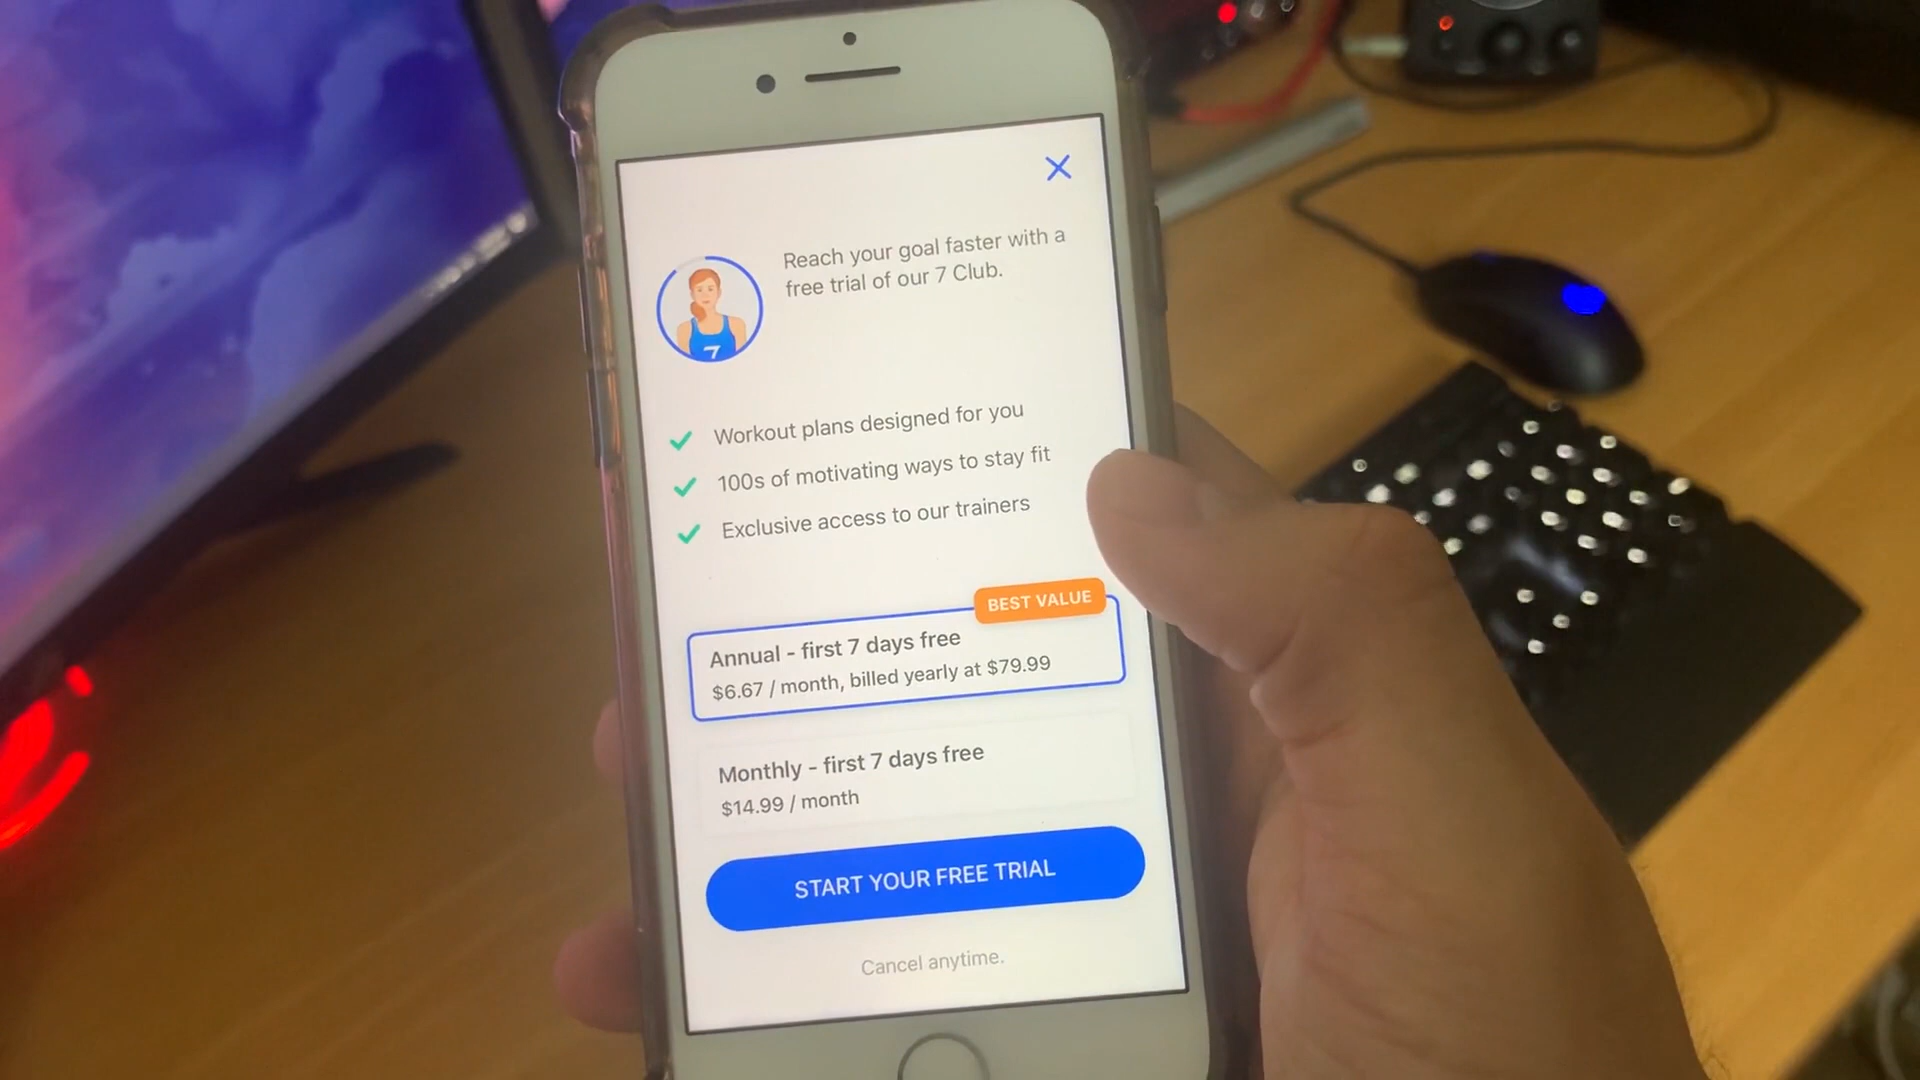 Reach your goal faster with a
free trial of our 7 Club.
7
Workout plans designed for you
100s of motivating ways to stay fit
Exclusive access to our trainers
BEST VALUE
Annual - first 7 days free
$6.67 / month, billed yearly at $79.99
Monthly - first 7 days free
$14.99 / month
START YOUR FREE TRIAL
Cancel anytime.